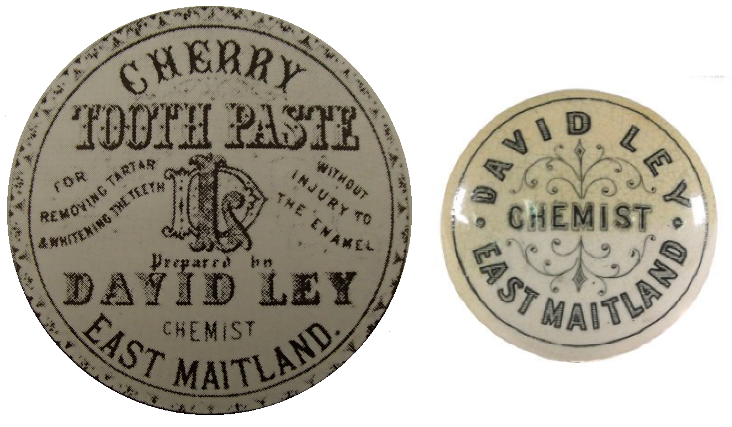 CHERRY
TOOTH PASTE
FOR
REMOVING TARTAR
& WHITENING THE TEETH
WITHOUT
INJURY TO
THE ENAMEL
Prepared by
DAVID LEY
CHEMIST
EAST MAITLAND.
DAVID LEY
CHEMIST
EAST MAITLAND